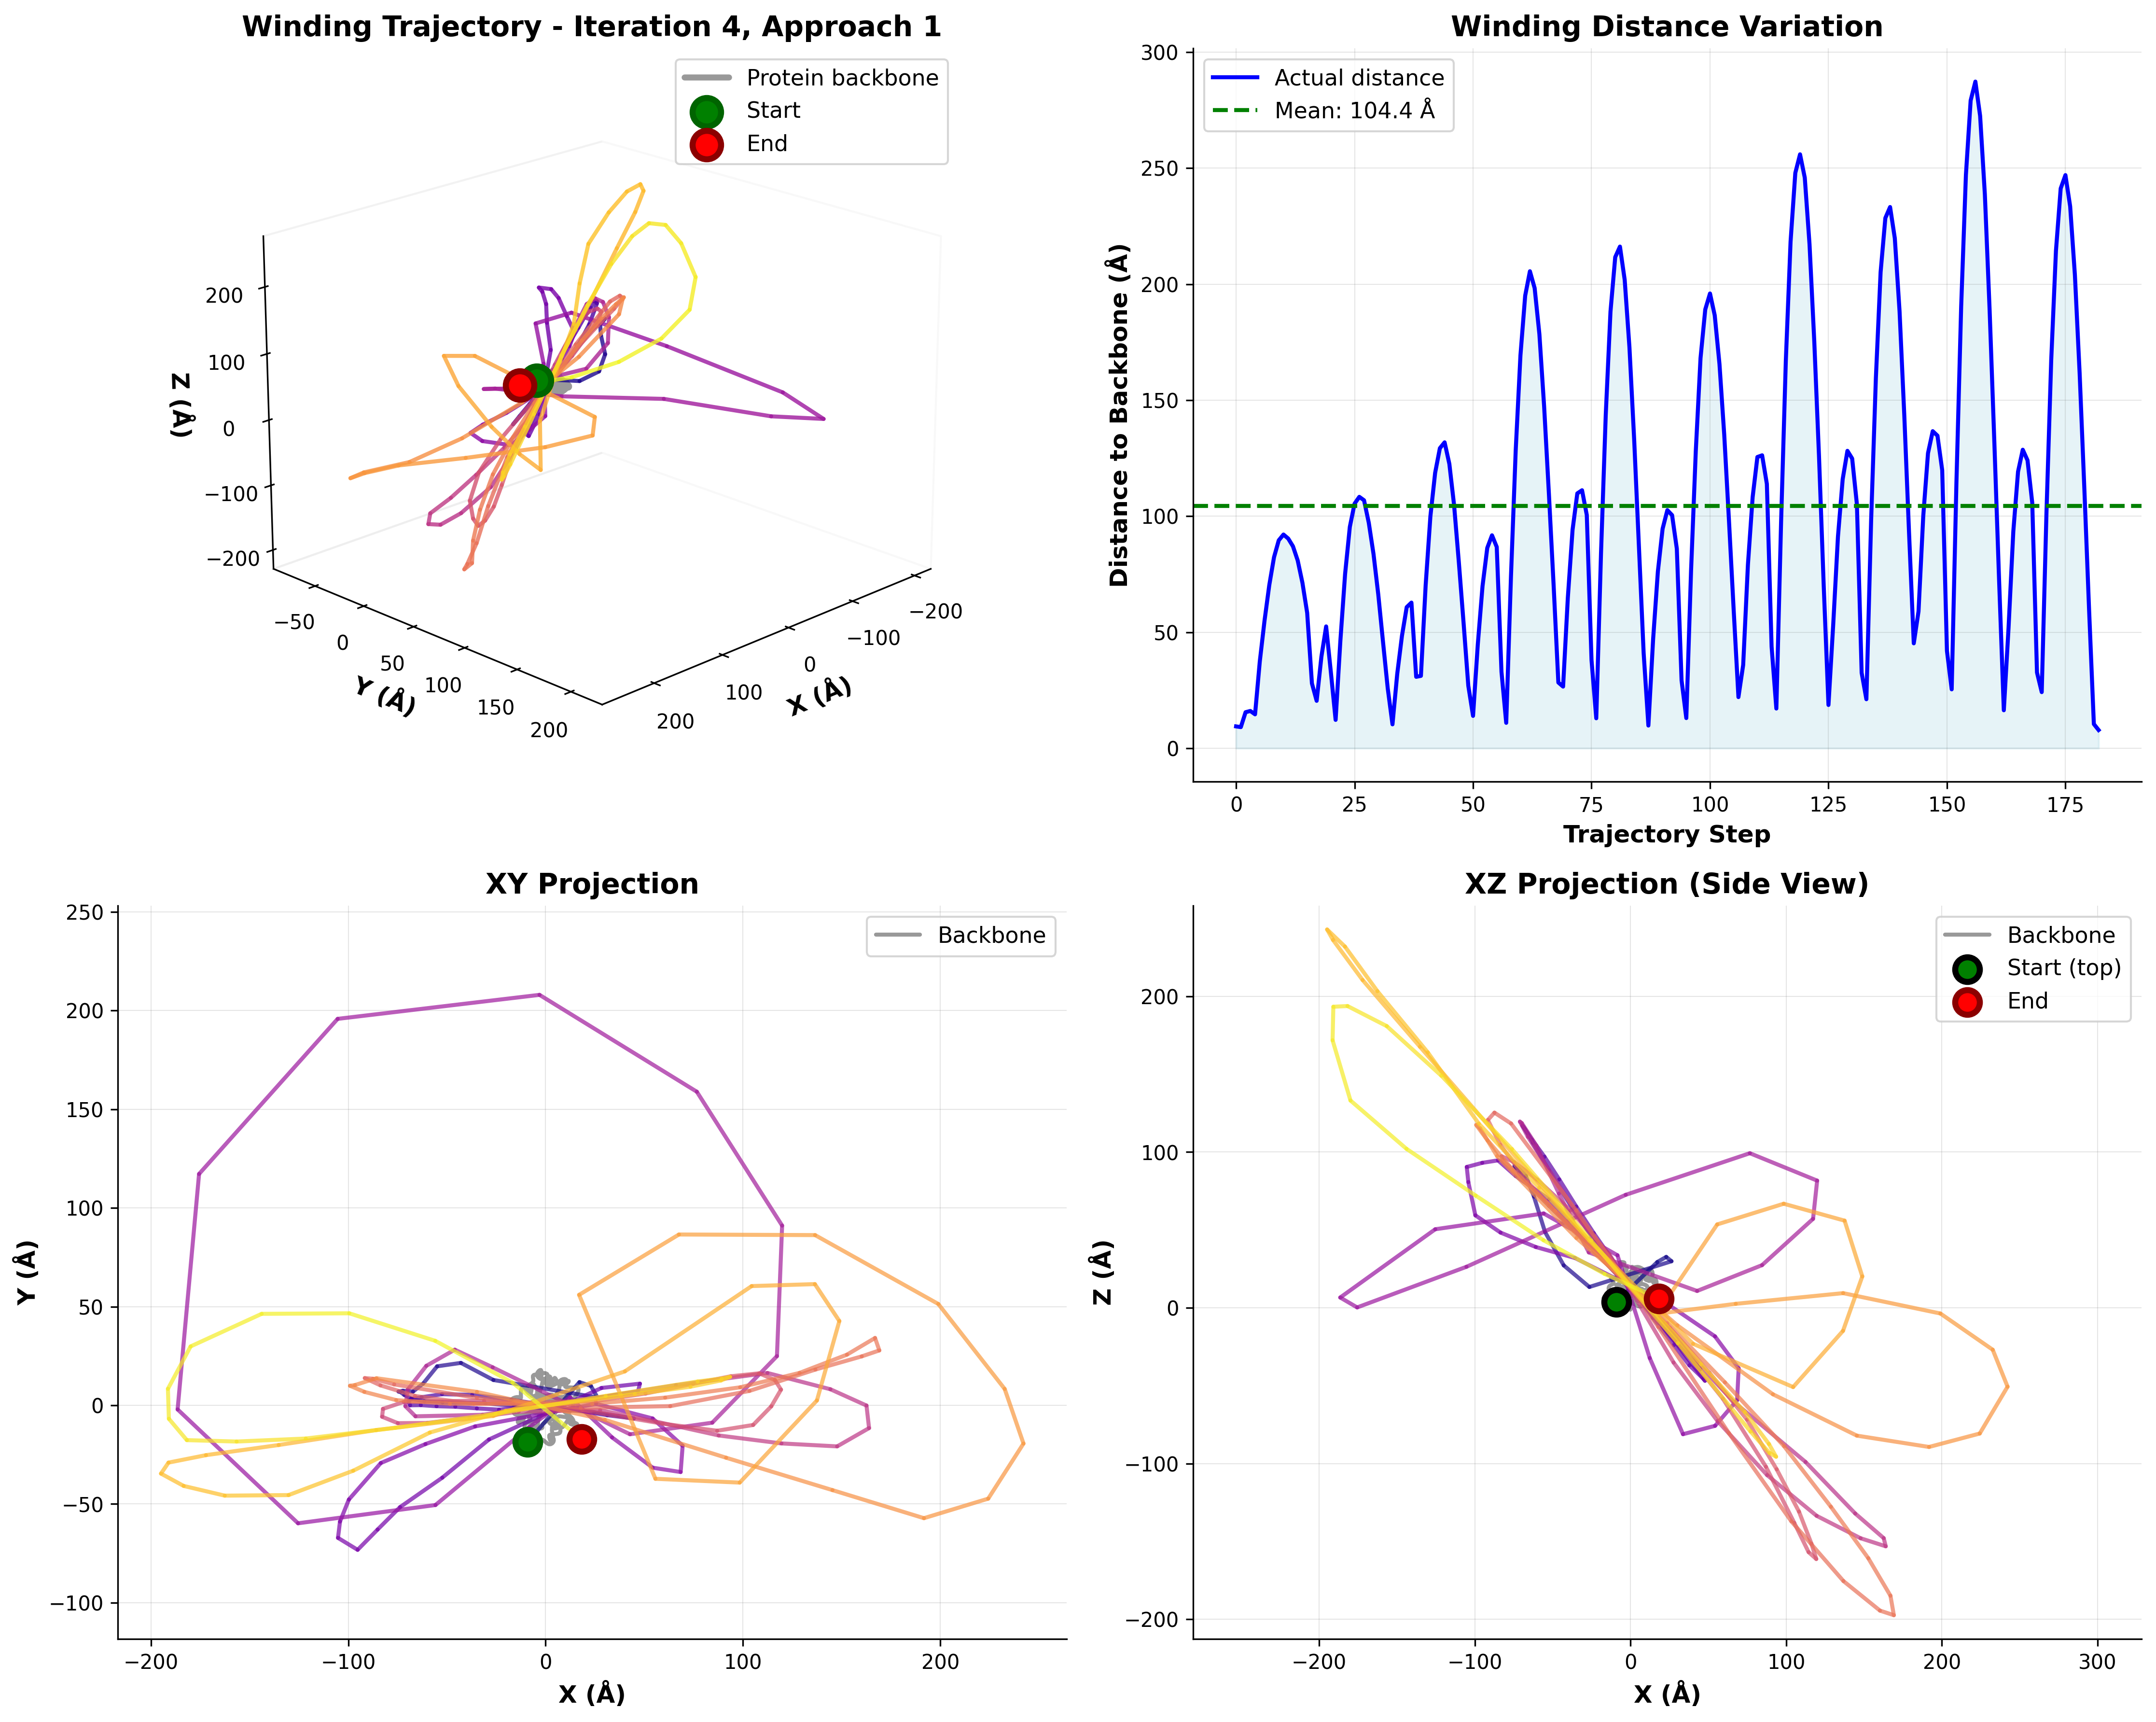 Winding Trajectory - Iteration 4, Approach 1
Protein backbone
Start
End
200
100
0
−100
−200
Z (Å)
−50
0
50
100
150
200
Y (Å)
200
100
0
−100
−200
X (Å)
Winding Distance Variation
Actual distance
Mean: 104.4 Å
300
250
200
150
100
50
0
Distance to Backbone (Å)
0
25
50
75
100
125
150
175
Trajectory Step
XY Projection
Backbone
250
200
150
100
50
0
−50
−100
Y (Å)
−200
−100
0
100
200
X (Å)
XZ Projection (Side View)
Backbone
Start (top)
End
200
100
0
−100
−200
Z (Å)
−200
−100
0
100
200
300
X (Å)